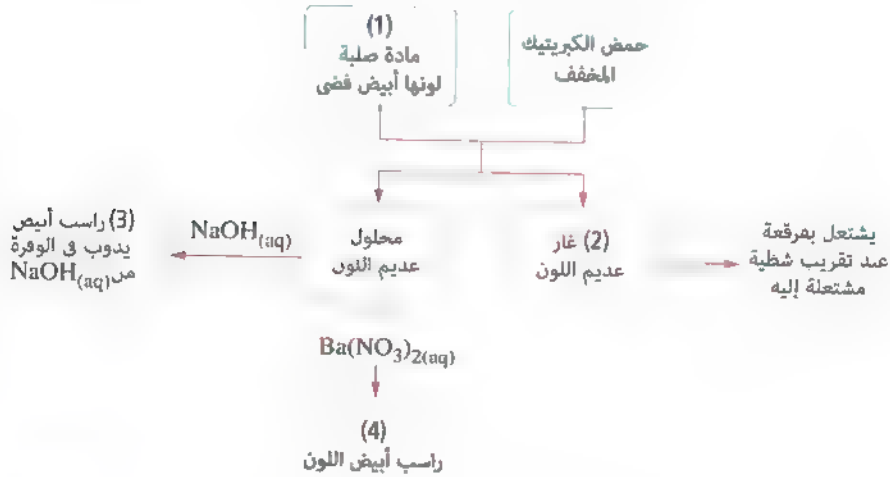 (1)
مادة صلبة
لونها أبيض فضى
حمض الكبريتيك
المخفف
(3) راسب أبيض
يذوب فى الوفرة
من NaOH(aq)
NaOH(aq)
محلول
عديم اللون
(2) غاز
عديم اللون
يشتعل بفرقعة
عند تقريب شظية
مشتعلة إليه
Ba(NO3)2(aq)
(4)
راسب أبيض اللون